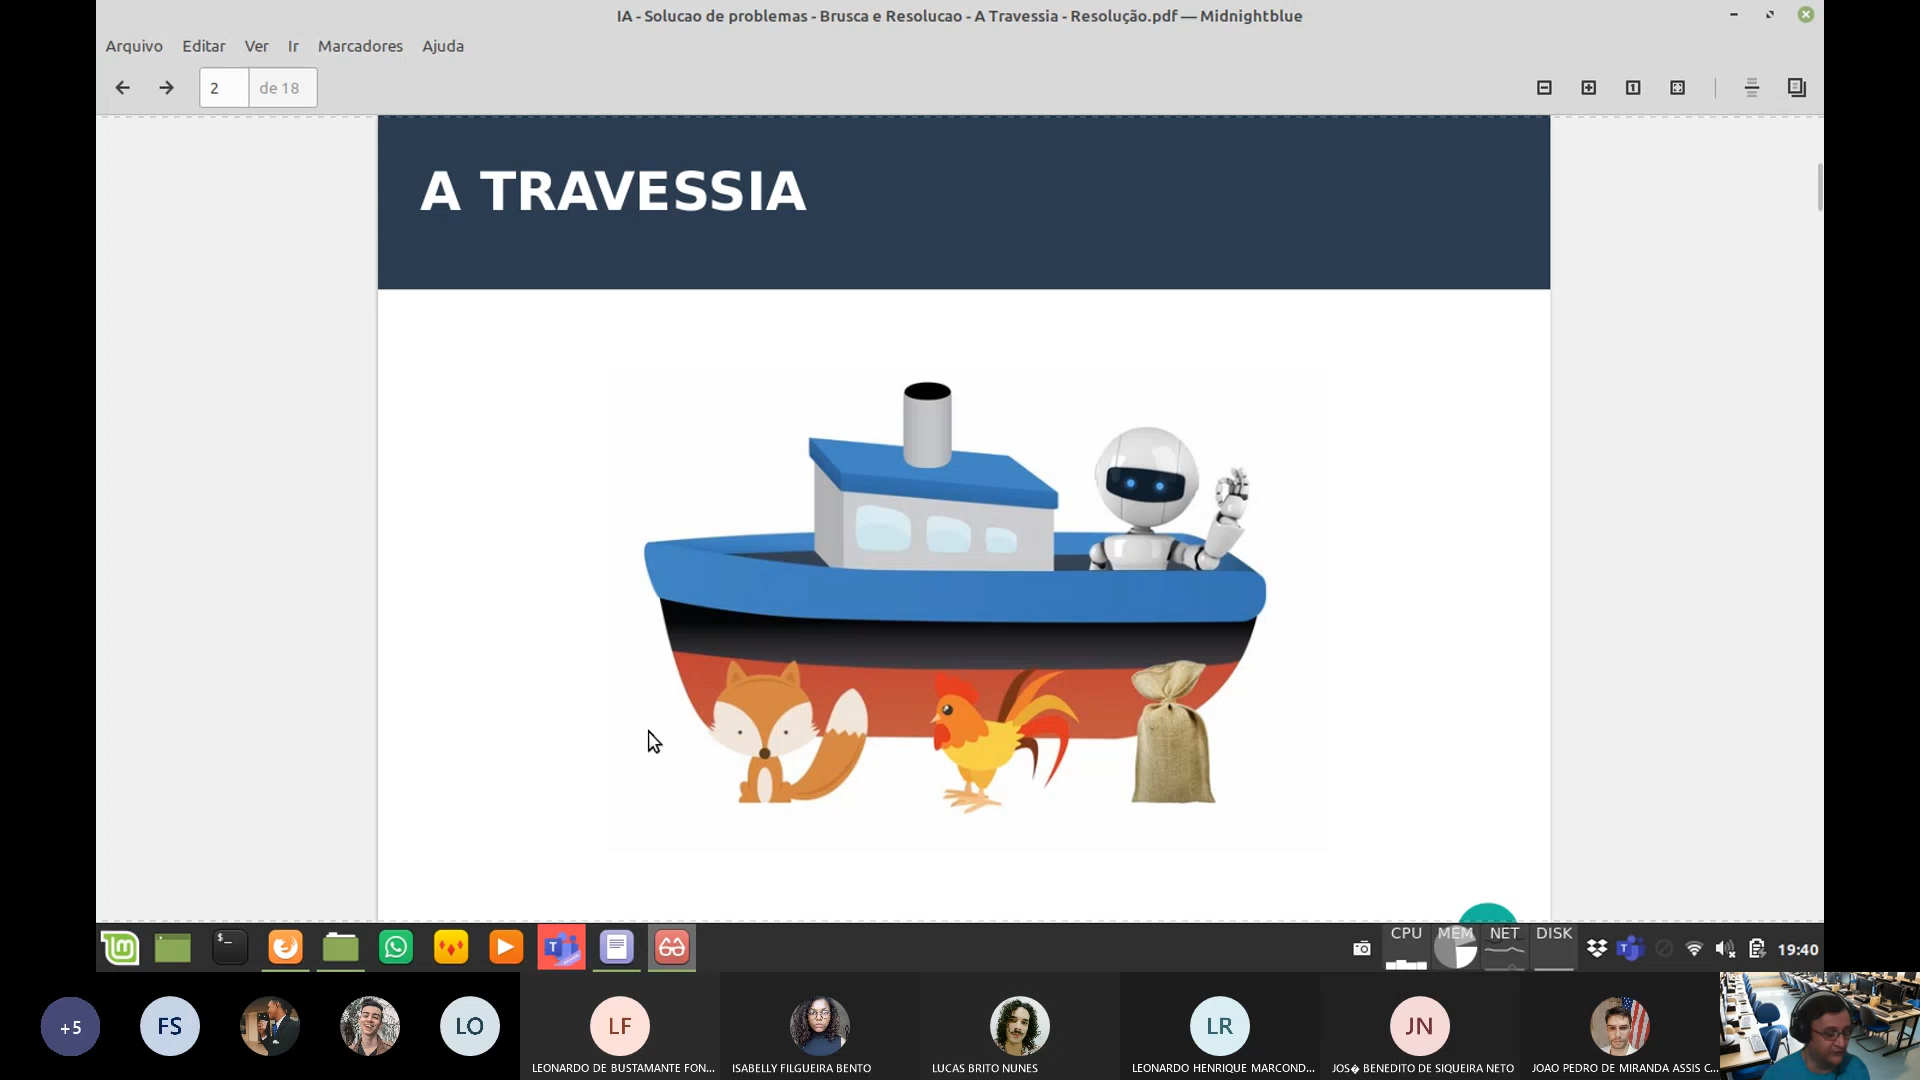 IA - Solucao de problemas - Brusca e Resolucao - A Travessia - Resolução.pdf — Midnightblue
Arquivo Editar Ver Ir Marcadores Ajuda
2 de 18
A TRAVESSIA
CPU MEM NET DISK
19:40
+5 FS LO LF LR JN
LEONARDO DE BUSTAMANTE FON... ISABELLY FILGUEIRA BENTO LUCAS BRITO NUNES LEONARDO HENRIQUE MARCOND... JOS� BENEDITO DE SIQUEIRA NETO JOAO PEDRO DE MIRANDA ASSIS C...